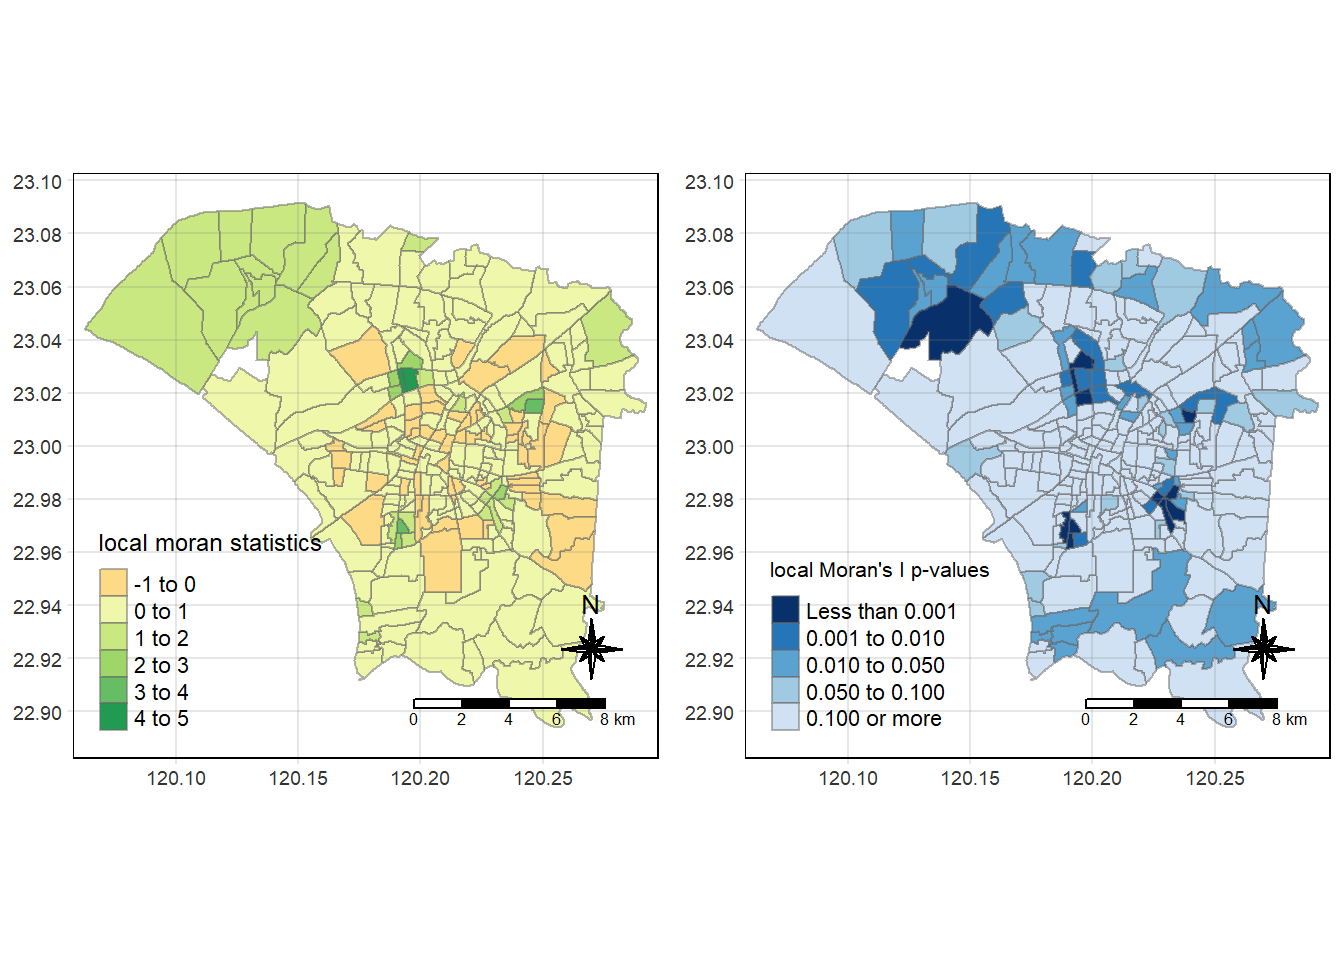 23.10
23.08
23.06
23.04
23.02
23.00
22.98
22.96
22.94
22.92
22.90
120.10
120.15
120.20
120.25
local moran statistics
-1 to 0
0 to 1
1 to 2
2 to 3
3 to 4
4 to 5
N
0 2 4 6 8 km
23.10
23.08
23.06
23.04
23.02
23.00
22.98
22.96
22.94
22.92
22.90
120.10
120.15
120.20
120.25
local Moran's I p-values
Less than 0.001
0.001 to 0.010
0.010 to 0.050
0.050 to 0.100
0.100 or more
N
0 2 4 6 8 km